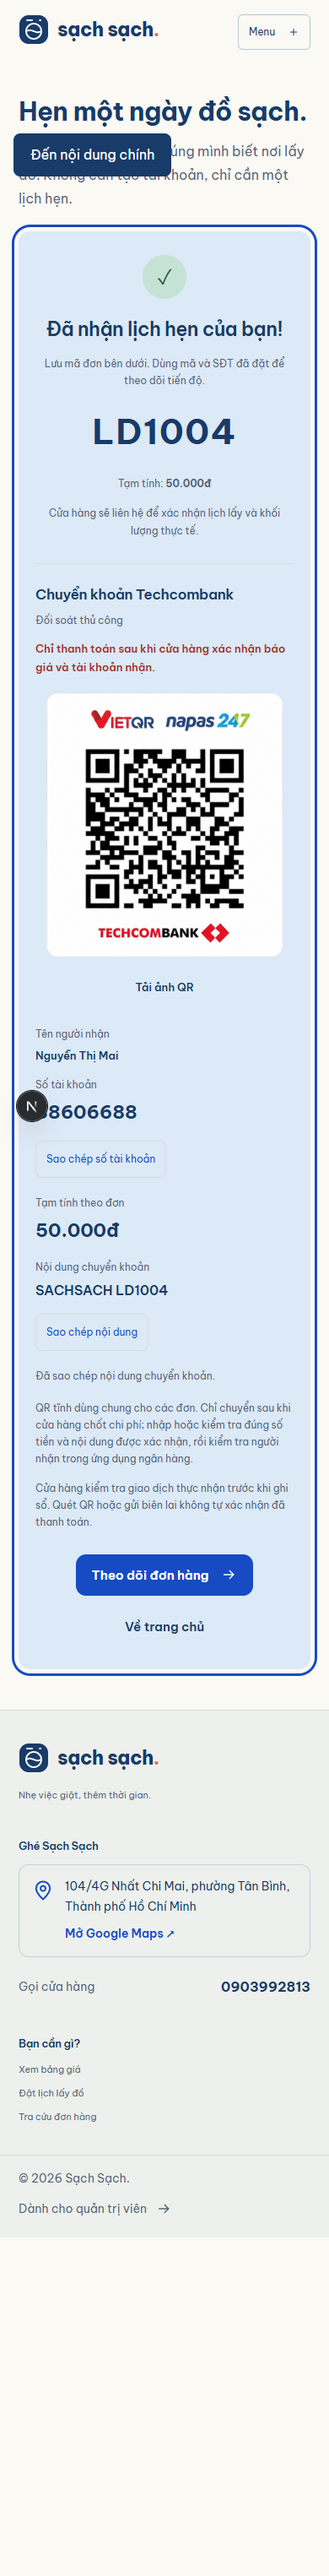 sạch sạch.
Menu +
Hẹn một ngày đồ sạch.
Đến nội dung chính
mình biết nơi lấy
khoản, chỉ cần một
lịch hẹn.
Đã nhận lịch hẹn của bạn!
Lưu mã đơn bên dưới. Dùng mã và SĐT đã đặt để
theo dõi tiến độ.
LD1004
Tạm tính: 50.000đ
Cửa hàng sẽ liên hệ để xác nhận lịch lấy và khối
lượng thực tế.
Chuyển khoản Techcombank
Đối soát thủ công
Chỉ thanh toán sau khi cửa hàng xác nhận báo
giá và tài khoản nhận.
VIETQR napas 247
TECHCOMBANK
Tải ảnh QR
Tên người nhận
Nguyễn Thị Mai
Số tài khoản
8606688
Sao chép số tài khoản
Tạm tính theo đơn
50.000đ
Nội dung chuyển khoản
SACHSACH LD1004
Sao chép nội dung
Đã sao chép nội dung chuyển khoản.
QR tĩnh dùng chung cho các đơn. Chỉ chuyển sau khi
cửa hàng chốt chi phí; nhập hoặc kiểm tra đúng số
tiền và nội dung được xác nhận, rồi kiểm tra người
nhận trong ứng dụng ngân hàng.
Cửa hàng kiểm tra giao dịch thực nhận trước khi ghi
sổ. Quét QR hoặc gửi biên lai không tự xác nhận đã
thanh toán.
Theo dõi đơn hàng →
Về trang chủ
sạch sạch.
Nhẹ việc giặt, thêm thời gian.
Ghé Sạch Sạch
104/4G Nhất Chi Mai, phường Tân Bình,
Thành phố Hồ Chí Minh
Mở Google Maps ↗
Gọi cửa hàng 0903992813
Bạn cần gì?
Xem bảng giá
Đặt lịch lấy đồ
Tra cứu đơn hàng
© 2026 Sạch Sạch.
Dành cho quản trị viên →